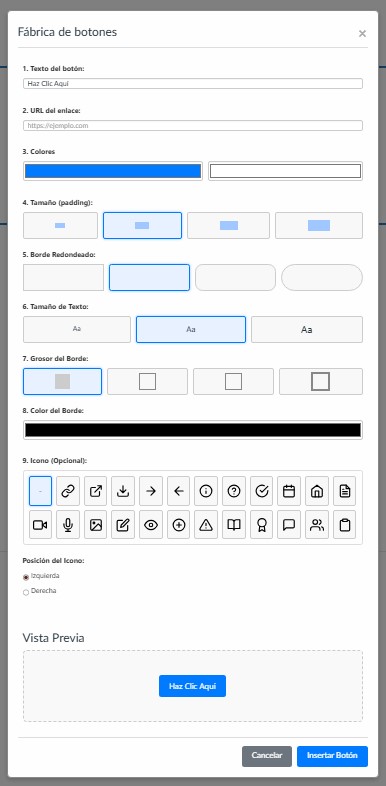 Fábrica de botones
×
1. Texto del botón:
Haz Clic Aquí
2. URL del enlace:
https://ejemplo.com
3. Colores
4. Tamaño (padding):
5. Borde Redondeado:
6. Tamaño de Texto:
Aa Aa Aa
7. Grosor del Borde:
8. Color del Borde:
9. Icono (Opcional):
Posición del Icono:
Izquierda
Derecha
Vista Previa
Haz Clic Aquí
Cancelar Insertar Botón